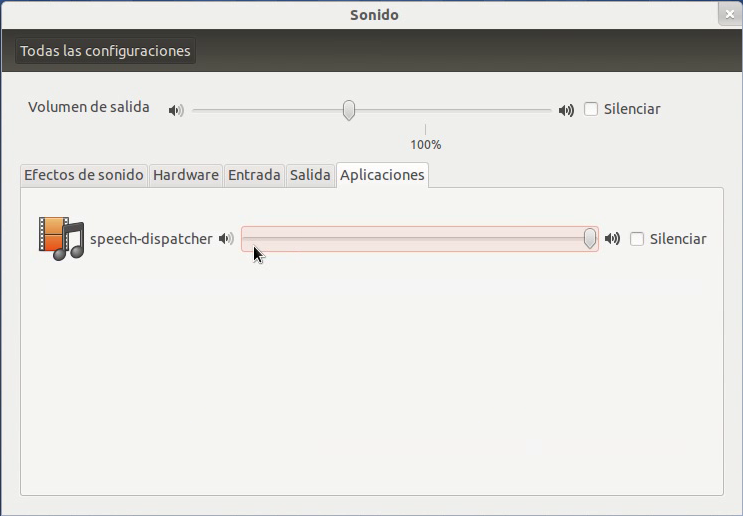 Sonido
Todas las configuraciones
Volumen de salida
Silenciar
100%
Efectos de sonido Hardware Entrada Salida Aplicaciones
speech-dispatcher
Silenciar